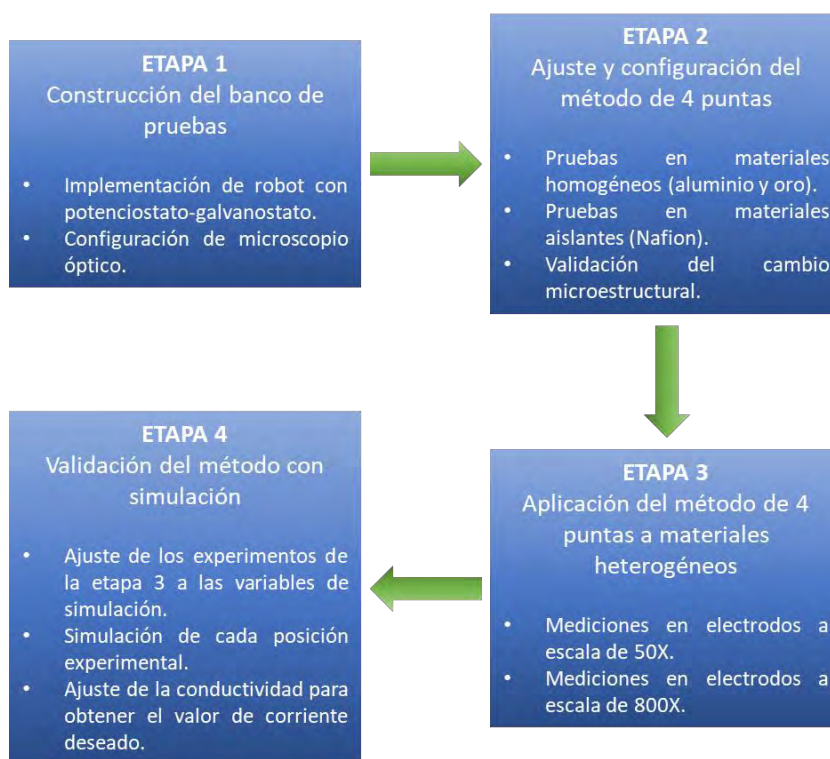 ETAPA 1
Construcción del banco de
pruebas
• Implementación de robot con
potenciostato-galvanostato.
• Configuración de microscopio
óptico.
ETAPA 2
Ajuste y configuración del
método de 4 puntas
• Pruebas en materiales
homogéneos (aluminio y oro).
• Pruebas en materiales
aislantes (Nafion).
• Validación del cambio
microestructural.
ETAPA 3
Aplicación del método de 4
puntas a materiales
heterogéneos
• Mediciones en electrodos a
escala de 50X.
• Mediciones en electrodos a
escala de 800X.
ETAPA 4
Validación del método con
simulación
• Ajuste de los experimentos de
la etapa 3 a las variables de
simulación.
• Simulación de cada posición
experimental.
• Ajuste de la conductividad para
obtener el valor de corriente
deseado.